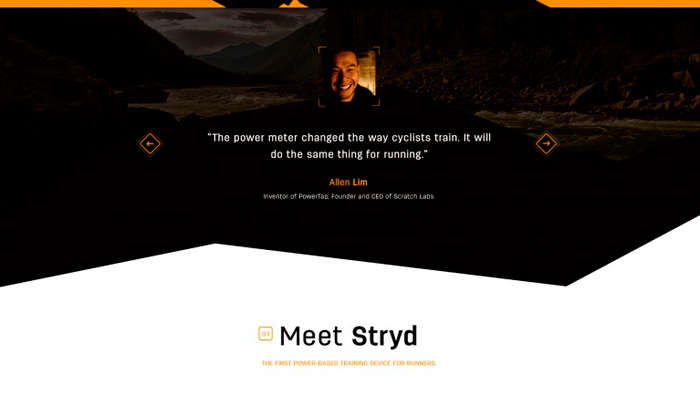 “The power meter changed the way cyclists train. It will
do the same thing for running.”
Allen Lim
Inventor of PowerTap, Founder and CEO of Scratch Labs
01 Meet Stryd
THE FIRST POWER-BASED TRAINING DEVICE FOR RUNNERS.